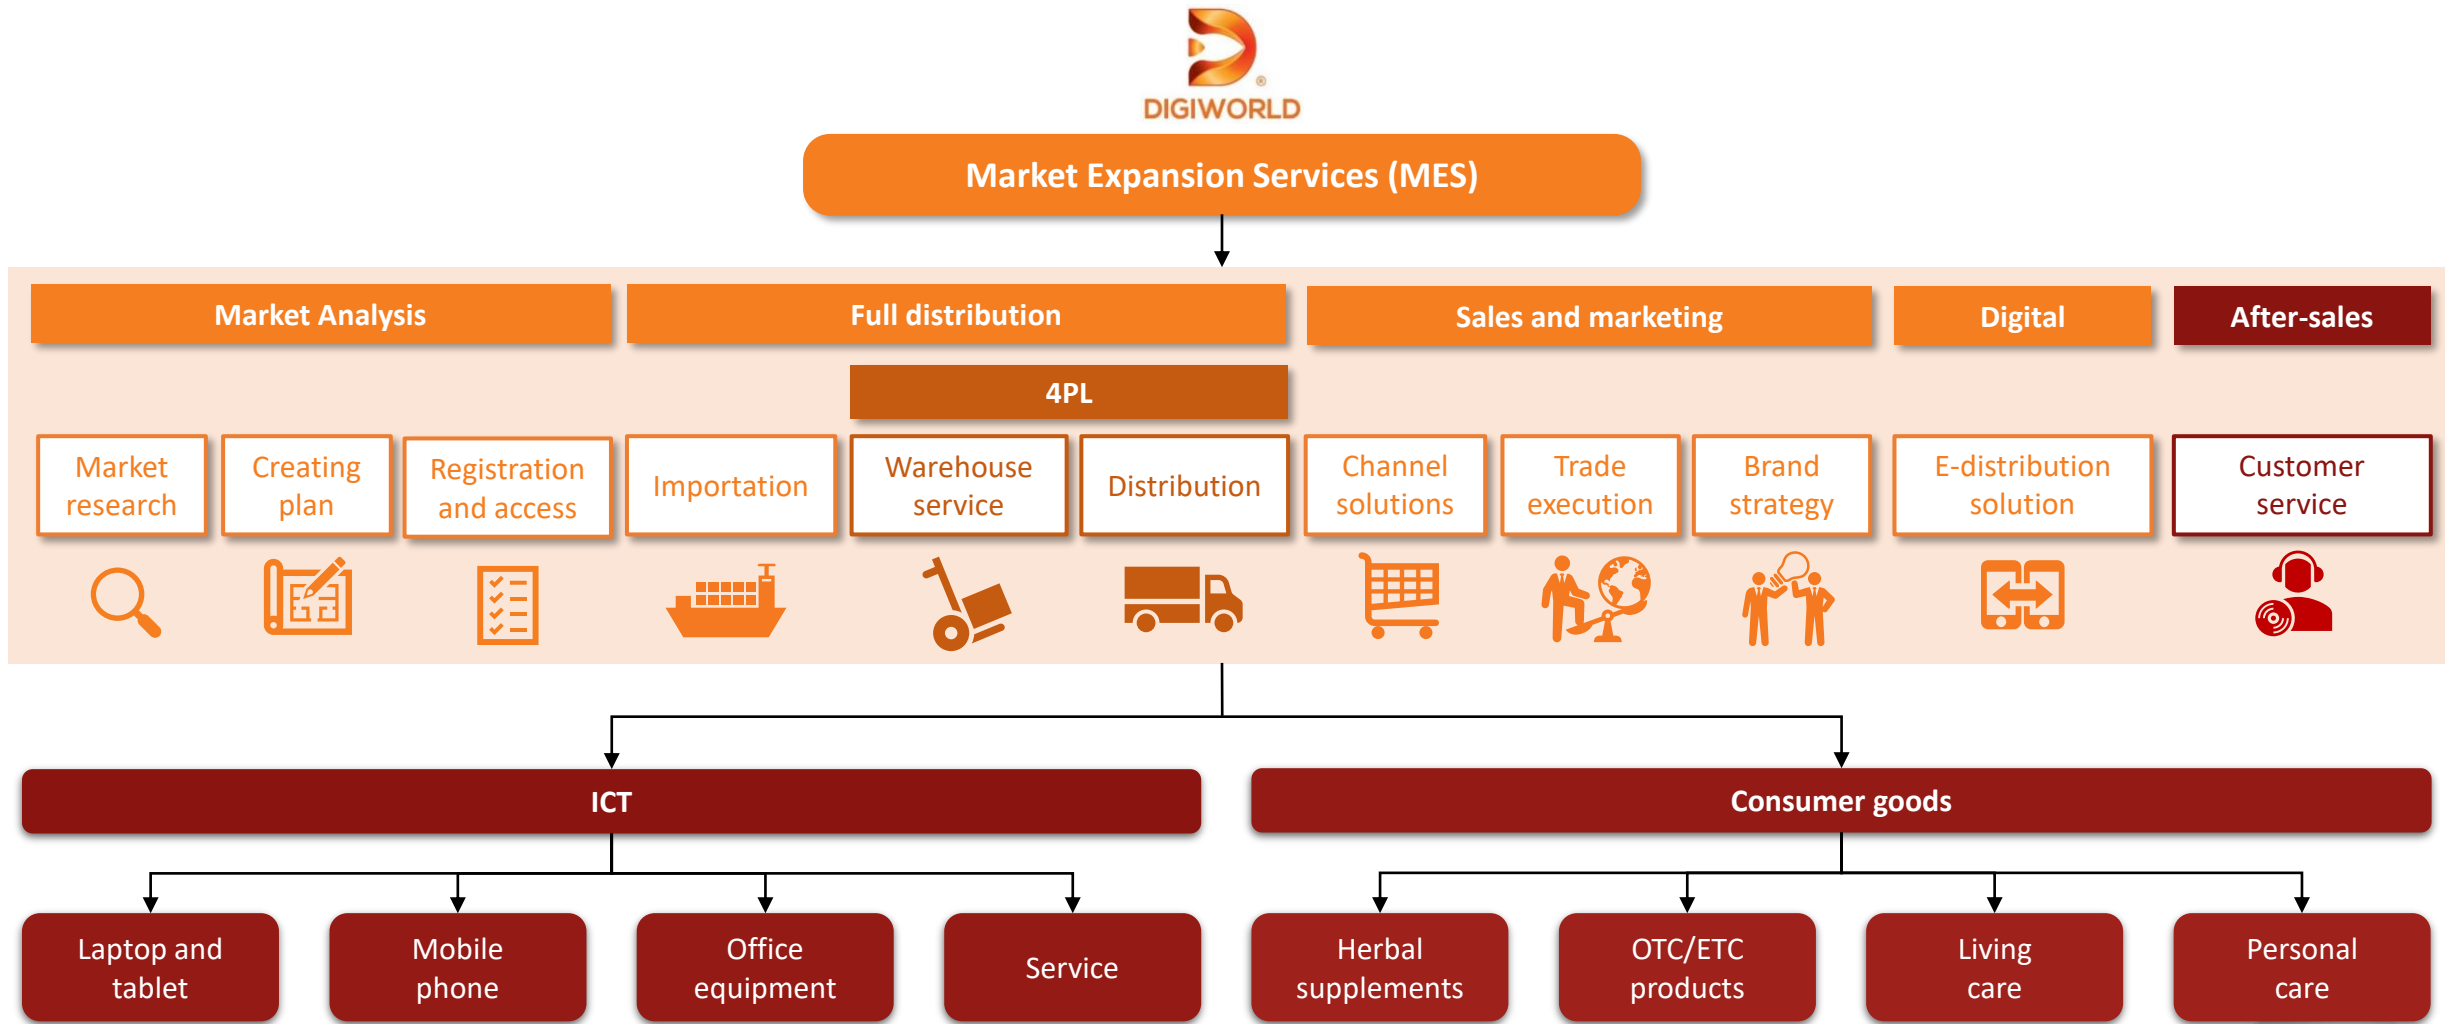 DIGIWORLD
Market Expansion Services (MES)
Market Analysis
Full distribution
Sales and marketing
Digital
After-sales
4PL
Market
research
Creating
plan
Registration
and access
Importation
Warehouse
service
Distribution
Channel
solutions
Trade
execution
Brand
strategy
E-distribution
solution
Customer
service
ICT
Consumer goods
Laptop and
tablet
Mobile
phone
Office
equipment
Service
Herbal
supplements
OTC/ETC
products
Living
care
Personal
care